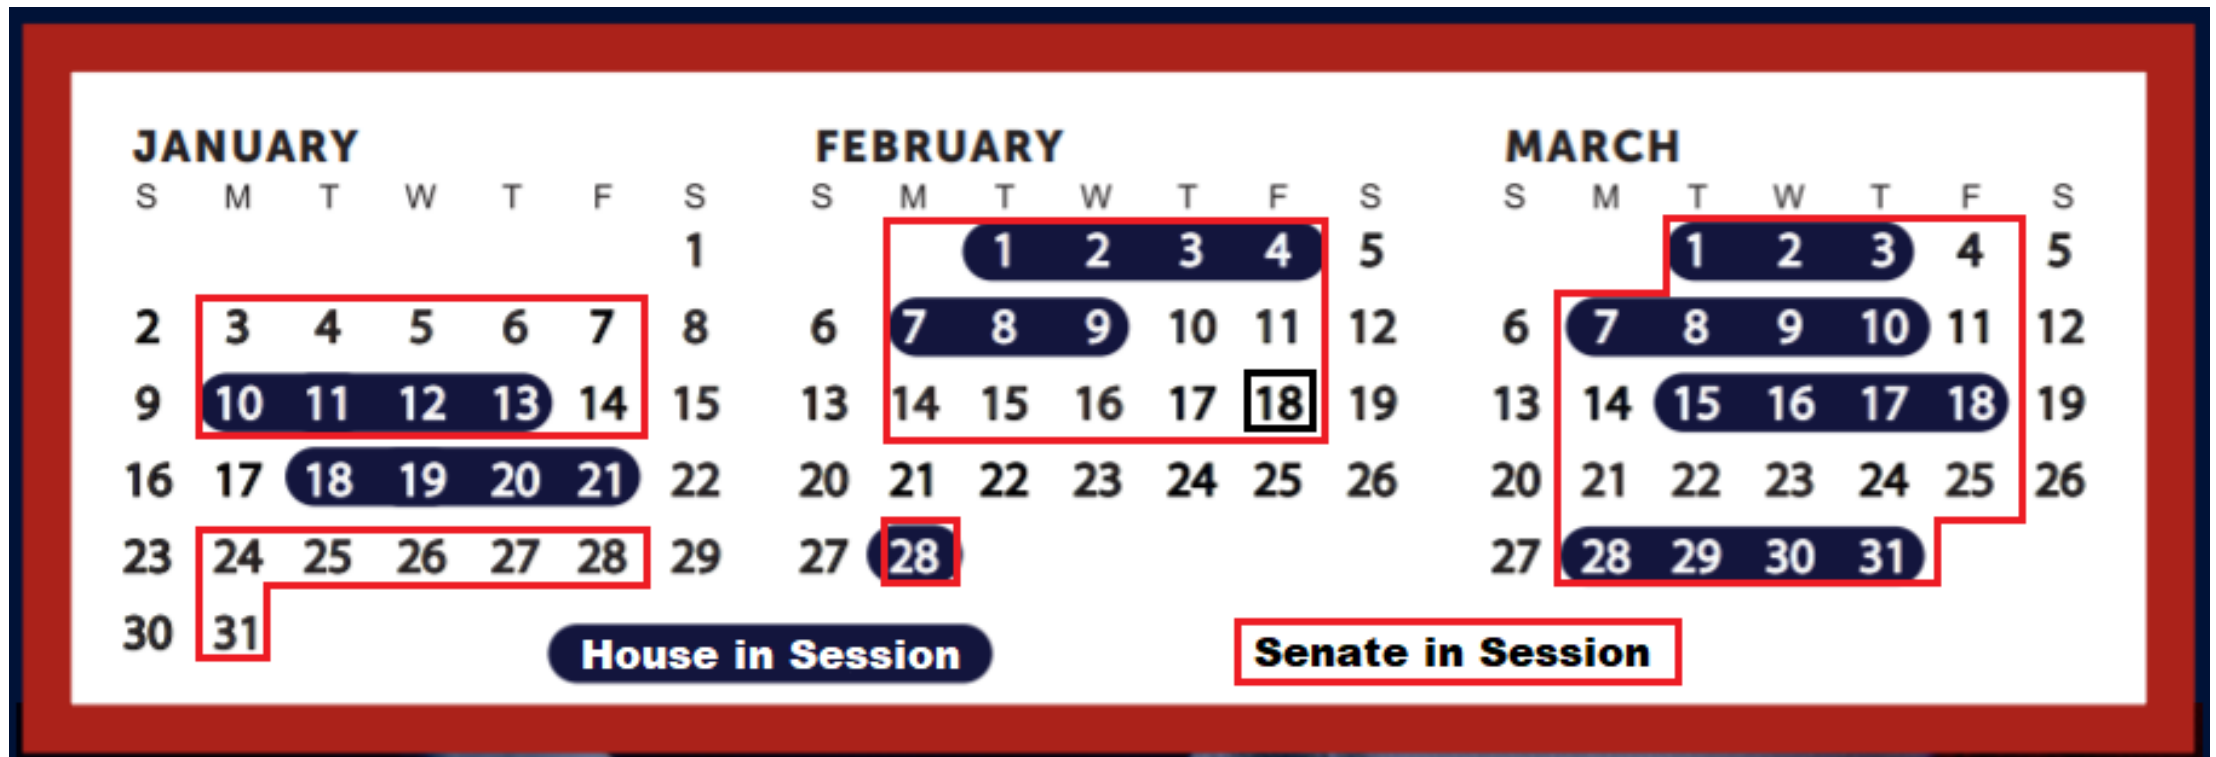 JANUARY FEBRUARY MARCH
S M T W T F S S M T W T F S S M T W T F S
1 1 2 3 4 5 1 2 3 4 5
2 3 4 5 6 7 8 6 7 8 9 10 11 12 6 7 8 9 10 11 12
9 10 11 12 13 14 15 13 14 15 16 17 18 19 13 14 15 16 17 18 19
16 17 18 19 20 21 22 20 21 22 23 24 25 26 20 21 22 23 24 25 26
23 24 25 26 27 28 29 27 28 27 28 29 30 31
30 31
House in Session Senate in Session